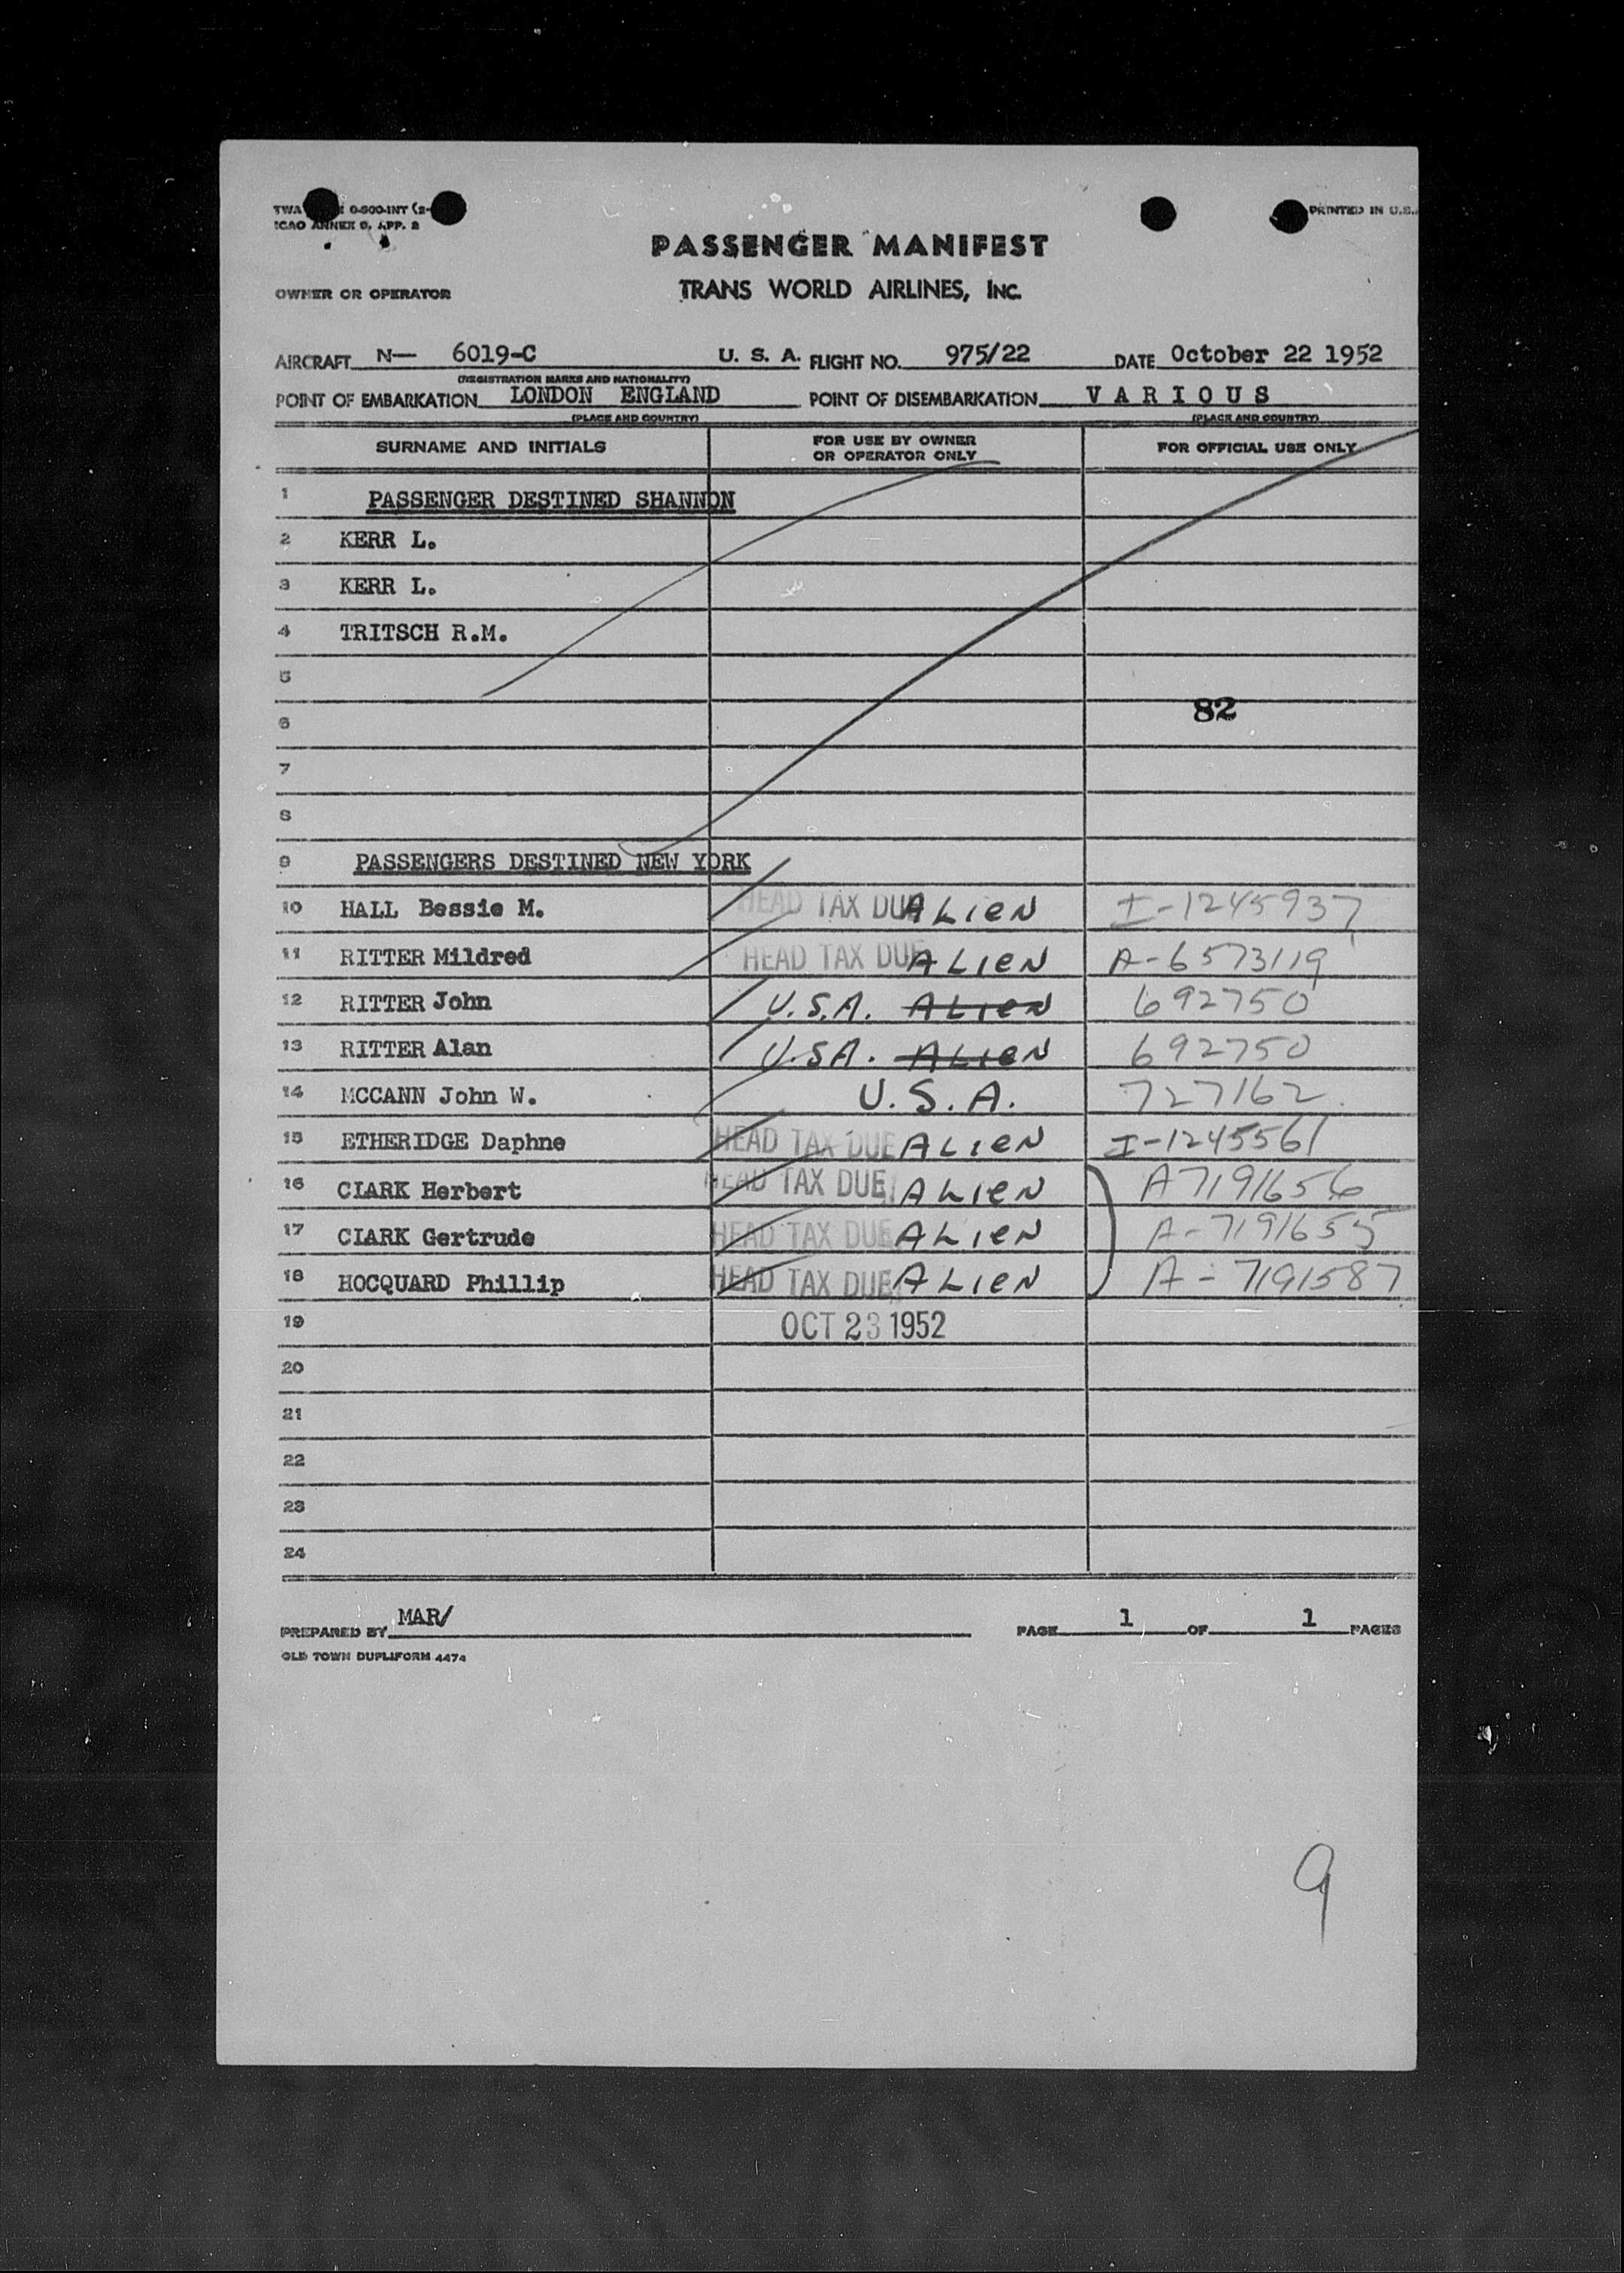 TWA 0-500-INT (2-
ICAO ANNEX 9, APP. 2
PRINTED IN U.S.
PASSENGER MANIFEST
OWNER OR OPERATOR TRANS WORLD AIRLINES, INC.
AIRCRAFT N— 6019-C U. S. A. FLIGHT NO. 975/22 DATE October 22 1952
(REGISTRATION MARKS AND NATIONALITY)
POINT OF EMBARKATION LONDON ENGLAND POINT OF DISEMBARKATION V A R I O U S
(PLACE AND COUNTRY) (PLACE AND COUNTRY)
SURNAME AND INITIALS FOR USE BY OWNER OR OPERATOR ONLY FOR OFFICIAL USE ONLY
1 PASSENGER DESTINED SHANNON
2 KERR L.
3 KERR L.
4 TRITSCH R.M.
5
6 82
7
8
9 PASSENGERS DESTINED NEW YORK
10 HALL Bessie M. HEAD TAX DUE ALIEN I-1245937
11 RITTER Mildred HEAD TAX DUE ALIEN A-6573119
12 RITTER John U.S.A. ALIEN 692750
13 RITTER Alan U.S.A. ALIEN 692750
14 MCCANN John W. U.S.A. 727162
15 ETHERIDGE Daphne HEAD TAX DUE ALIEN I-1245561
16 CLARK Herbert HEAD TAX DUE ALIEN A7191656
17 CLARK Gertrude HEAD TAX DUE ALIEN A-7191655
18 HOCQUARD Phillip HEAD TAX DUE ALIEN A-7191587
19 OCT 23 1952
20
21
22
23
24
PREPARED BY MAR/ PAGE 1 OF 1 PAGES
OLD TOWN DUPLIFORM 4474
9